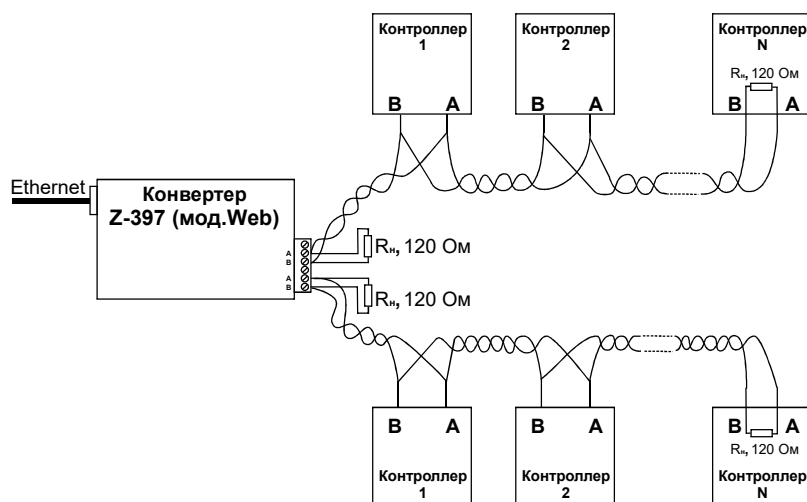 Контроллер
1
Контроллер
2
Контроллер
N
Rн, 120 Ом
B A
B A
B A
Ethernet
Конвертер
Z-397 (мод.Web)
A
B
A
B
Rн, 120 Ом
Rн, 120 Ом
B A
B A
B A
Rн, 120 Ом
Контроллер
1
Контроллер
2
Контроллер
N